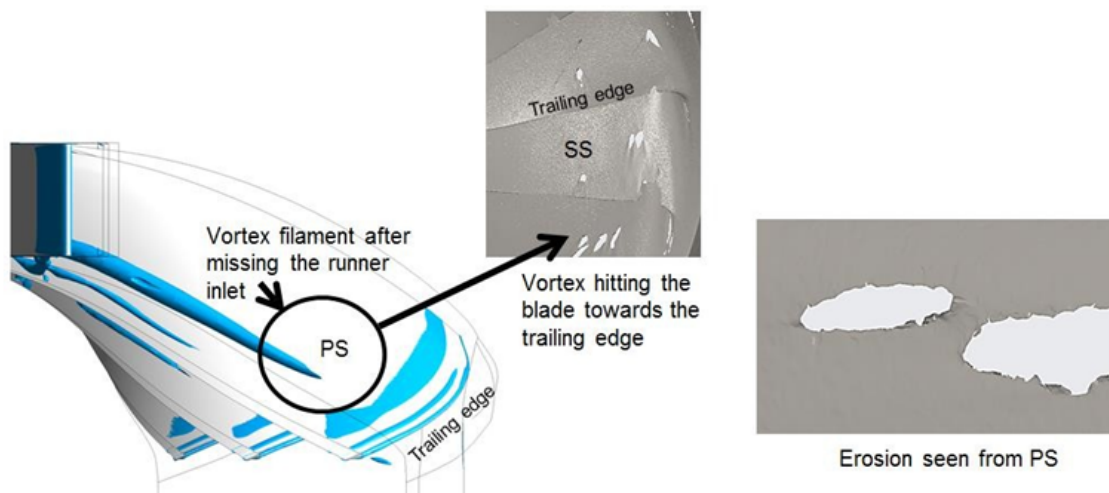 Vortex filament after
missing the runner
inlet
PS
Trailing edge
Trailing edge
SS
Vortex hitting the
blade towards the
trailing edge
Erosion seen from PS